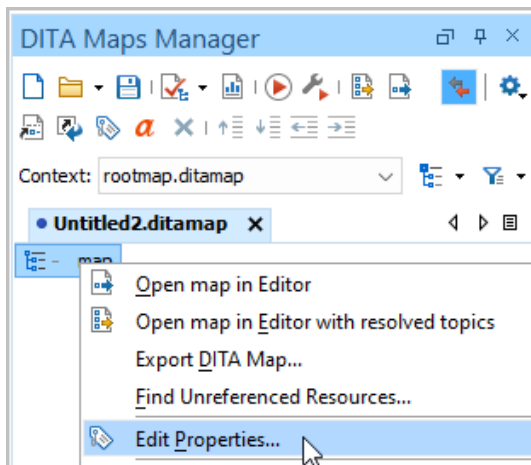 DITA Maps Manager
Context: rootmap.ditamap
Untitled2.ditamap
map
Open map in Editor
Open map in Editor with resolved topics
Export DITA Map...
Find Unreferenced Resources...
Edit Properties...